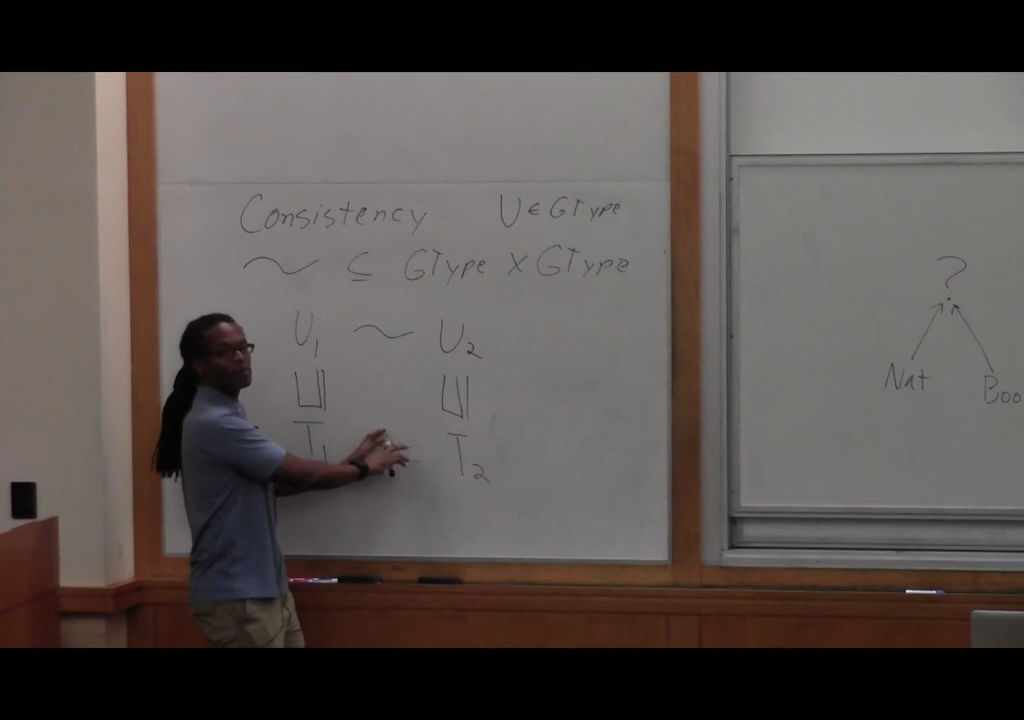 Consistency U ∈ GType
~ ⊆ GType × GType
U₁ ~ U₂
⊔| ⊔|
T₁ T₂
?
Nat Boo